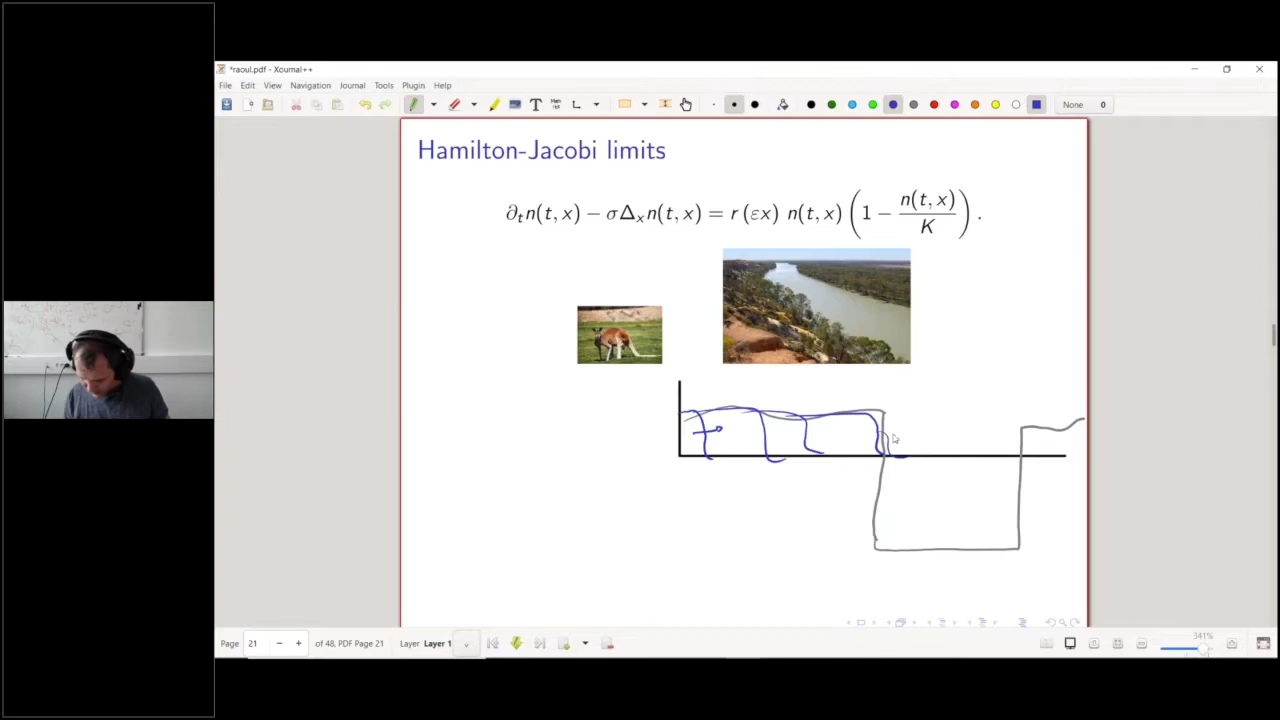 *raoul.pdf - Xournal++
File Edit View Navigation Journal Tools Plugin Help
None 0
Hamilton-Jacobi limits
∂ₜn(t, x) − σΔₓn(t, x) = r (εx) n(t, x) (1 − n(t, x)/K).
Page 21 − + of 48, PDF Page 21 Layer Layer 1
341%